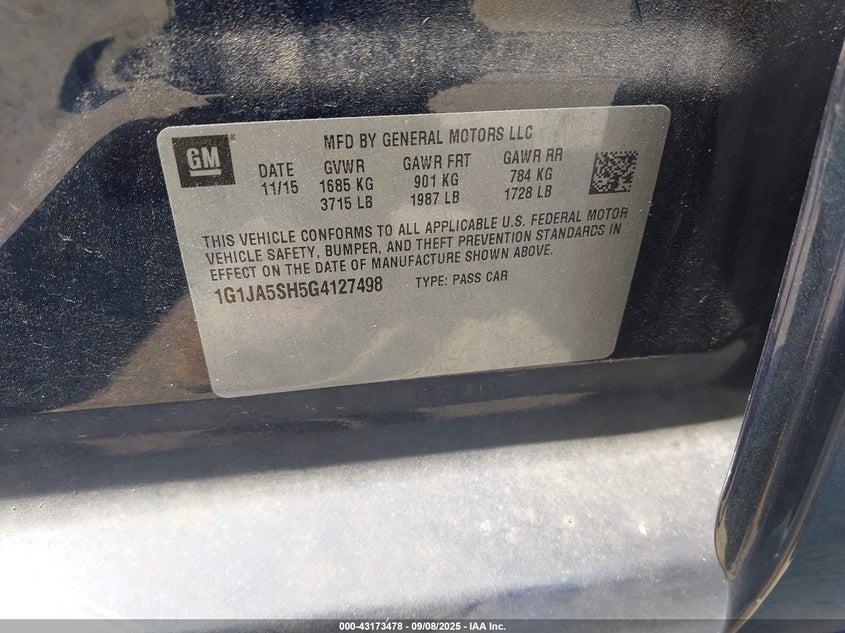 GM
MFD BY GENERAL MOTORS LLC
DATE GVWR GAWR FRT GAWR RR
11/15 1685 KG 901 KG 784 KG
3715 LB 1987 LB 1728 LB
THIS VEHICLE CONFORMS TO ALL APPLICABLE U.S. FEDERAL MOTOR
VEHICLE SAFETY, BUMPER, AND THEFT PREVENTION STANDARDS IN
EFFECT ON THE DATE OF MANUFACTURE SHOWN ABOVE.
1G1JA5SH5G4127498 TYPE: PASS CAR
000-43173478 - 09/08/2025 - IAA Inc.